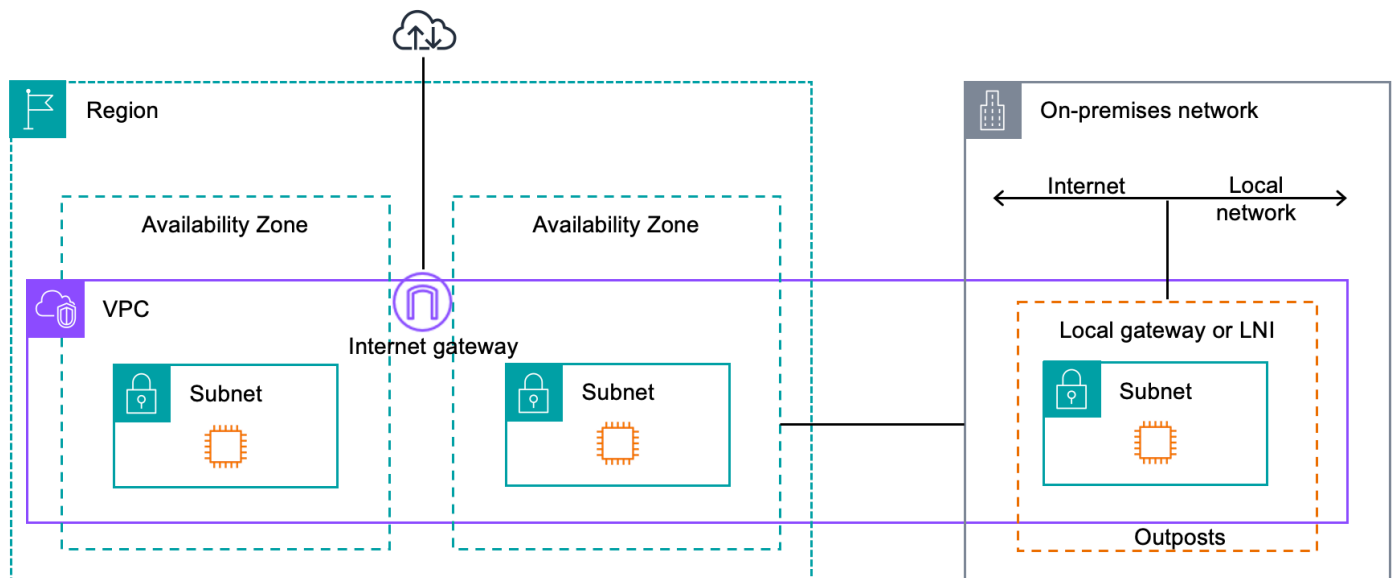 Region
On-premises network
Internet
Local
network
Availability Zone
Availability Zone
VPC
Internet gateway
Local gateway or LNI
Subnet
Subnet
Subnet
Outposts